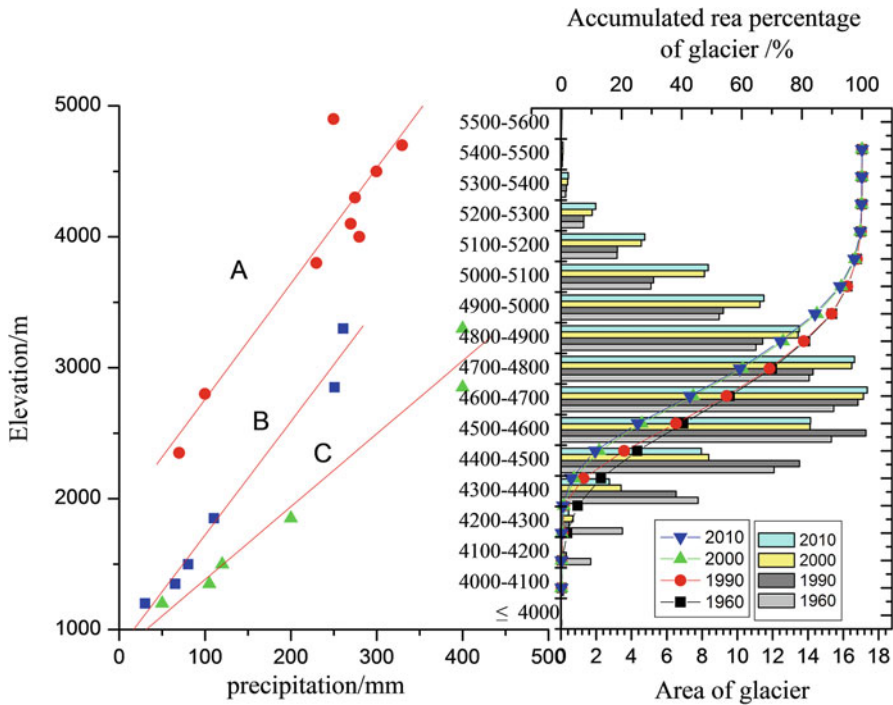 Accumulated rea percentage
of glacier /%
0 20 40 60 80 100
5000
4000
3000
2000
1000
Elevation/m
A
B
C
0 100 200 300 400 500
precipitation/mm
5500-5600
5400-5500
5300-5400
5200-5300
5100-5200
5000-5100
4900-5000
4800-4900
4700-4800
4600-4700
4500-4600
4400-4500
4300-4400
4200-4300
4100-4200
4000-4100
≤ 4000
2010
2000
1990
1960
2010
2000
1990
1960
0 2 4 6 8 10 12 14 16 18
Area of glacier